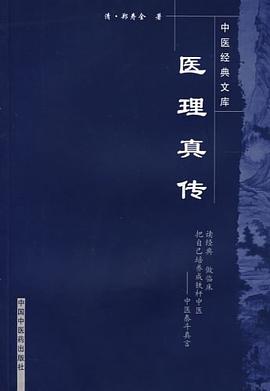 清·郑寿全 著
中医经典文库
医理真传
读经典 做临床
把自己培养成铁杆中医
——中医泰斗真言
中国中医药出版社